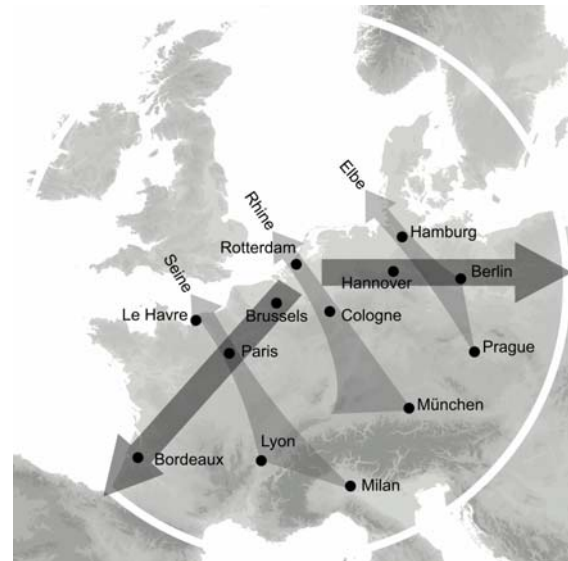 Elbe
Rhine
Hamburg
Rotterdam
Seine
Hannover
Berlin
Le Havre
Brussels
Cologne
Paris
Prague
München
Lyon
Bordeaux
Milan